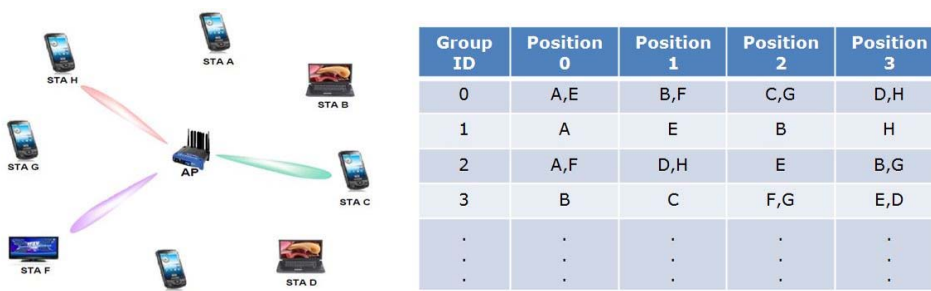 STA H
STA A
STA B
STA G
AP
STA C
STA F
STA D
Group ID Position 0 Position 1 Position 2 Position 3
0 A,E B,F C,G D,H
1 A E B H
2 A,F D,H E B,G
3 B C F,G E,D
. . . . .
. . . . .
. . . . .